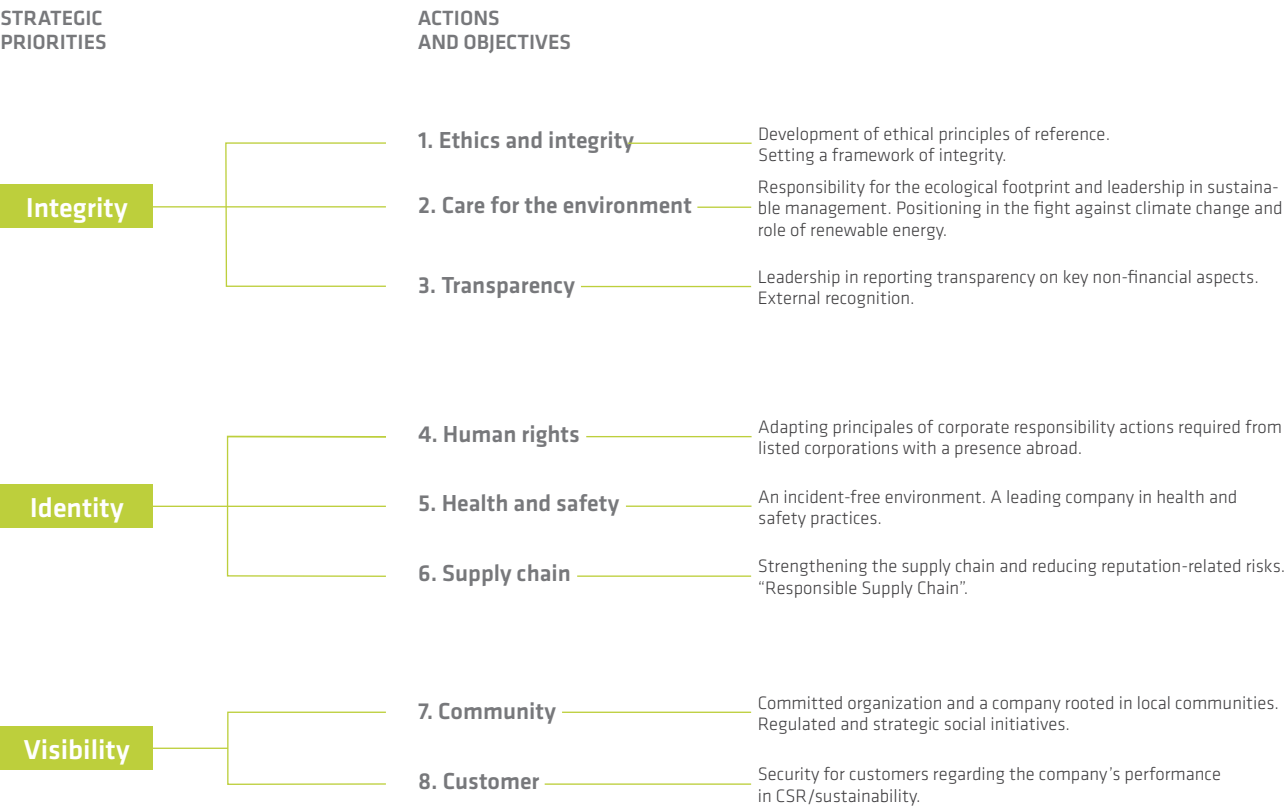 STRATEGIC
PRIORITIES
ACTIONS
AND OBJECTIVES
Integrity
1. Ethics and integrity
Development of ethical principles of reference.
Setting a framework of integrity.
2. Care for the environment
Responsibility for the ecological footprint and leadership in sustaina-
ble management. Positioning in the fight against climate change and
role of renewable energy.
3. Transparency
Leadership in reporting transparency on key non-financial aspects.
External recognition.
Identity
4. Human rights
Adapting principales of corporate responsibility actions required from
listed corporations with a presence abroad.
5. Health and safety
An incident-free environment. A leading company in health and
safety practices.
6. Supply chain
Strengthening the supply chain and reducing reputation-related risks.
“Responsible Supply Chain”.
Visibility
7. Community
Committed organization and a company rooted in local communities.
Regulated and strategic social initiatives.
8. Customer
Security for customers regarding the company’s performance
in CSR/sustainability.